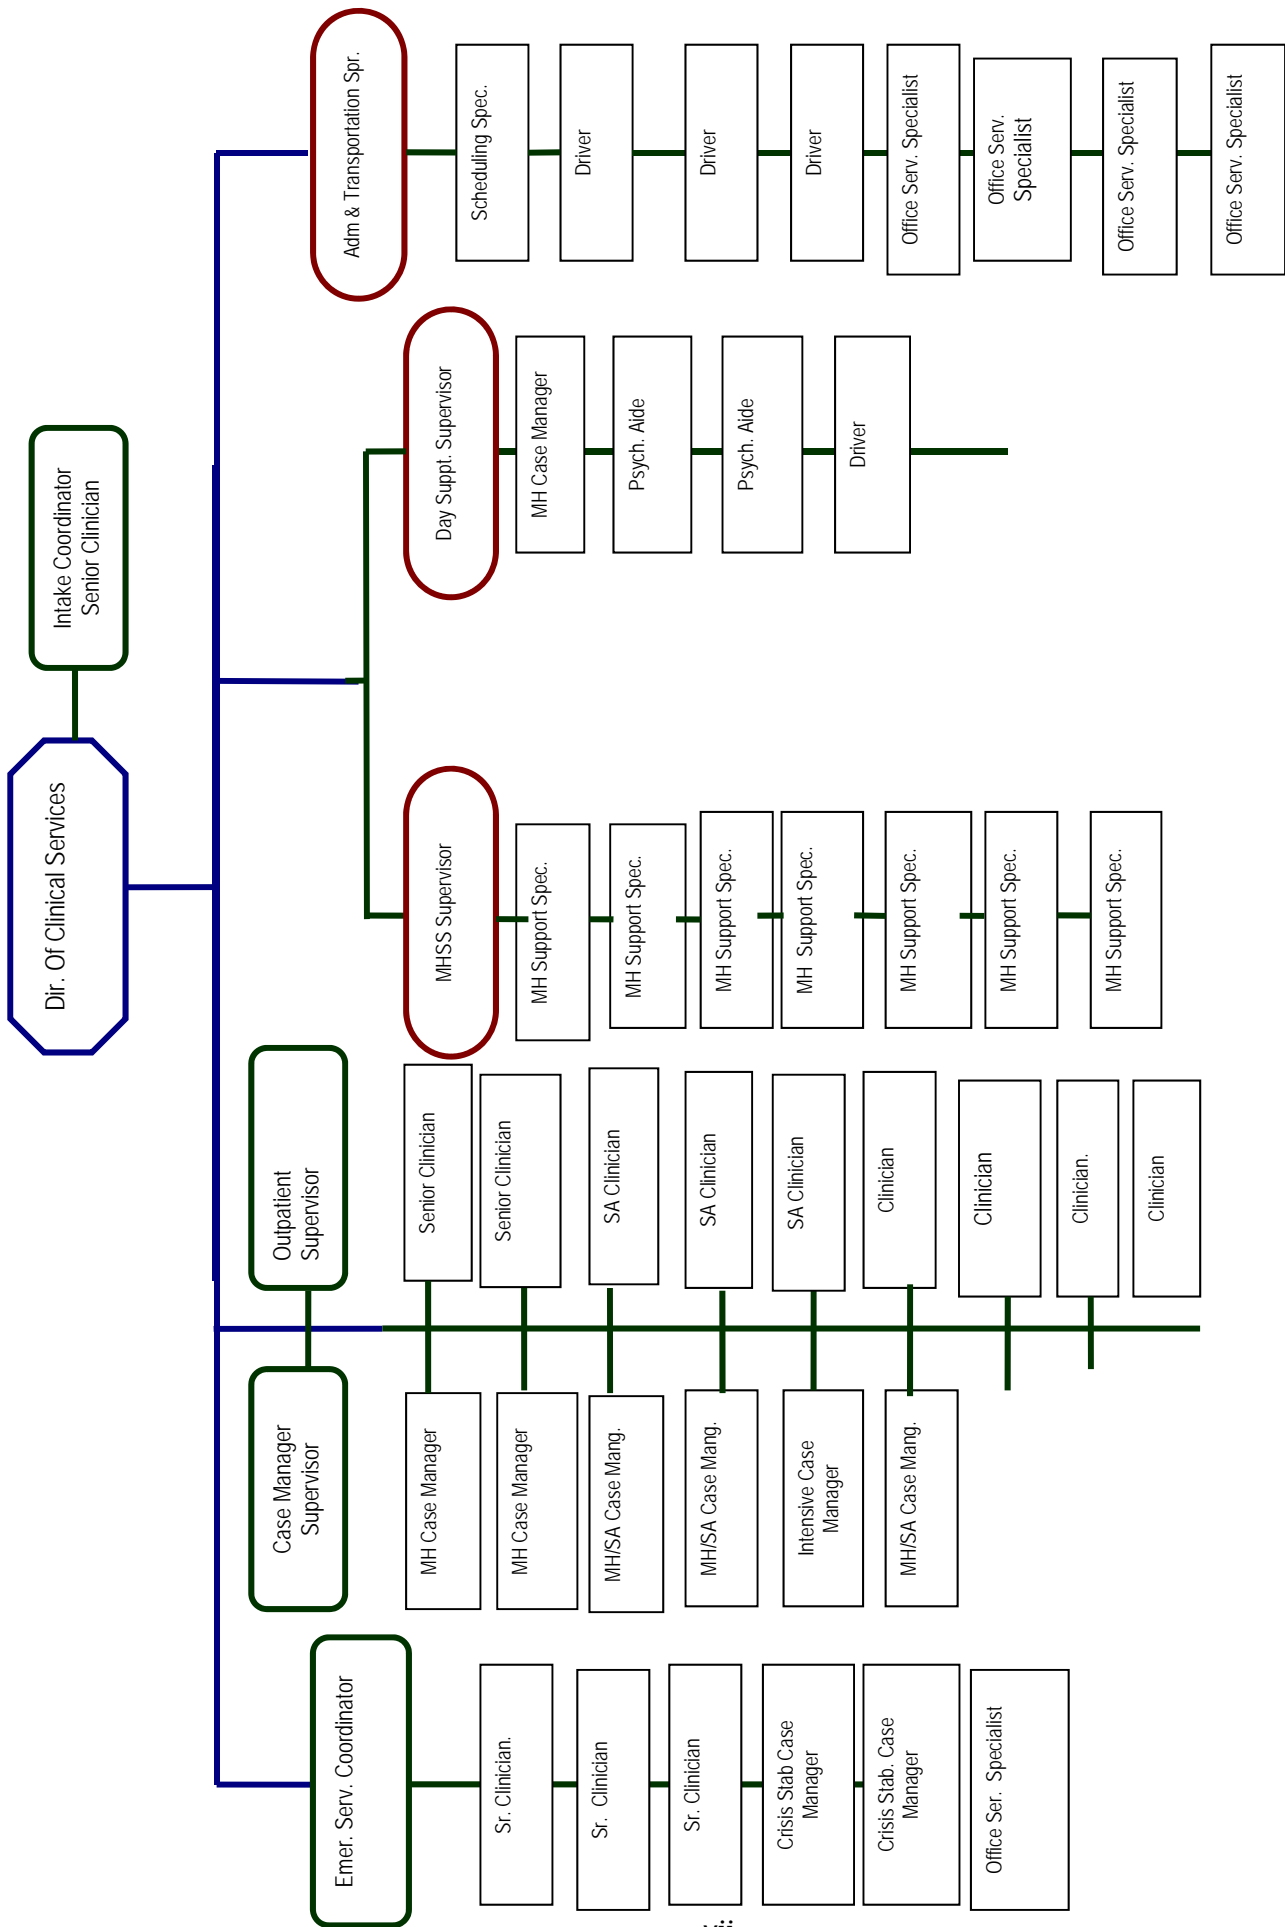 Dir. Of Clinical Services
Intake Coordinator
Senior Clinician
Emer. Serv. Coordinator
Sr. Clinician.
Sr. Clinician
Sr. Clinician
Crisis Stab Case
Manager
Crisis Stab. Case
Manager
Office Ser. Specialist
Case Manager
Supervisor
MH Case Manager
MH Case Manager
MH/SA Case Mang.
MH/SA Case Mang.
Intensive Case
Manager
MH/SA Case Mang.
Outpatient
Supervisor
Senior Clinician
Senior Clinician
SA Clinician
SA Clinician
SA Clinician
Clinician
Clinician
Clinician.
Clinician
MHSS Supervisor
MH Support Spec.
MH Support Spec.
MH Support Spec.
MH Support Spec.
MH Support Spec.
MH Support Spec.
MH Support Spec.
Day Suppt. Supervisor
MH Case Manager
Psych. Aide
Psych. Aide
Driver
Adm & Transportation Spr.
Scheduling Spec.
Driver
Driver
Driver
Office Serv. Specialist
Office Serv.
Specialist
Office Serv. Specialist
Office Serv. Specialist
vii